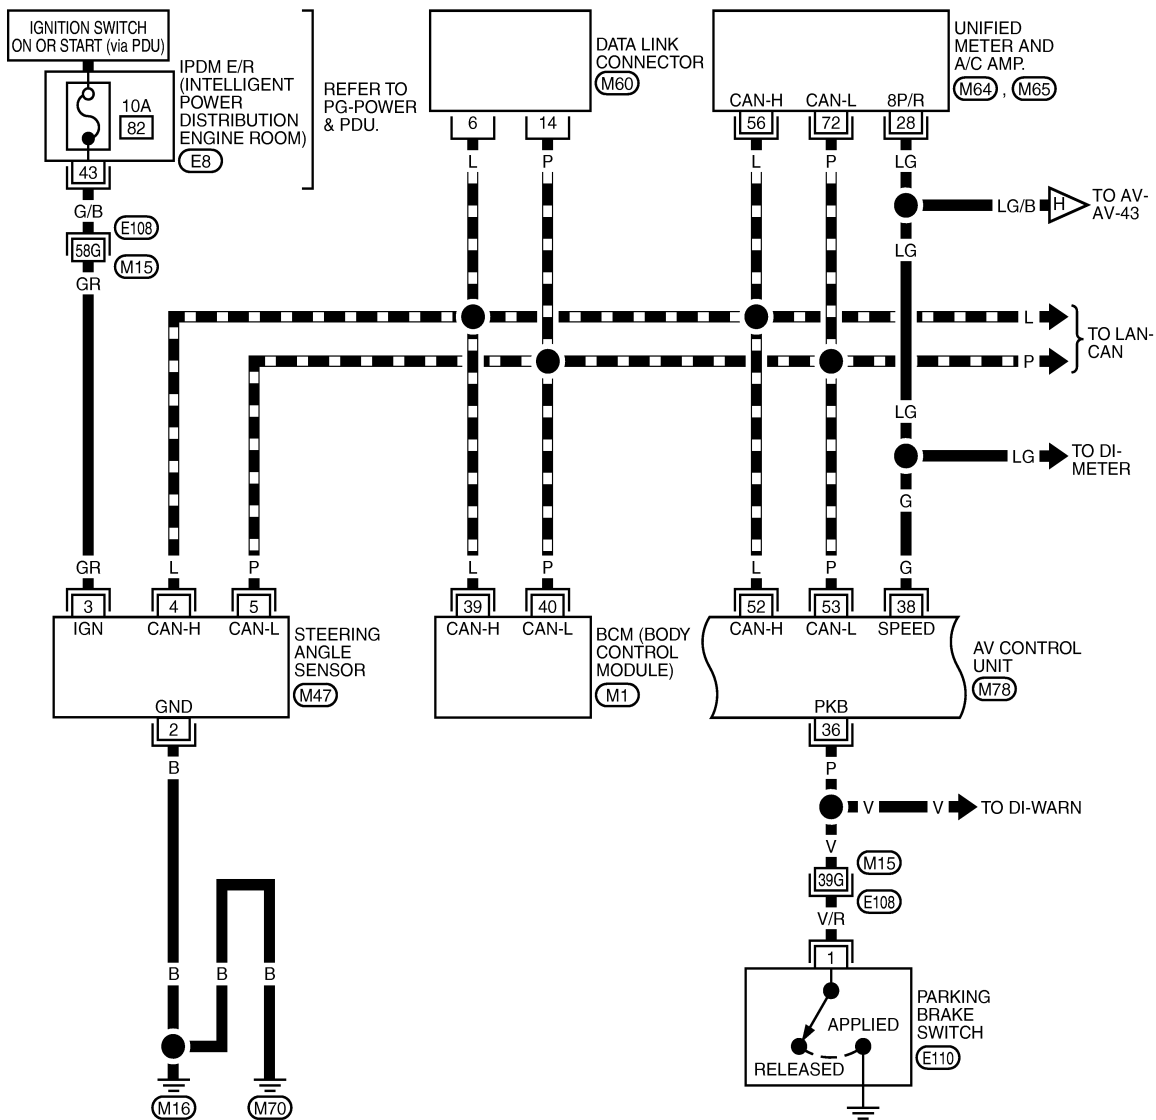 IGNITION SWITCH
ON OR START (via PDU)
IPDM E/R
(INTELLIGENT
POWER
DISTRIBUTION
ENGINE ROOM)
E8
10A
82
43
REFER TO
PG-POWER
& PDU.
G/B
E108
58G
M15
GR
DATA LINK
CONNECTOR
M60
6
14
L
P
UNIFIED
METER AND
A/C AMP.
M64 , M65
CAN-H
CAN-L
8P/R
56
72
28
L
P
LG
LG/B
H
TO AV-
AV-43
LG
L
P
TO LAN-
CAN
LG
LG
TO DI-
METER
G
GR
L
P
L
P
L
P
G
3
4
5
IGN
CAN-H
CAN-L
STEERING
ANGLE
SENSOR
M47
GND
2
39
40
CAN-H
CAN-L
BCM (BODY
CONTROL
MODULE)
M1
52
53
38
CAN-H
CAN-L
SPEED
AV CONTROL
UNIT
M78
PKB
36
B
P
V
V
TO DI-WARN
V
M15
39G
E108
V/R
B
B
B
M16
M70
1
APPLIED
RELEASED
PARKING
BRAKE
SWITCH
E110